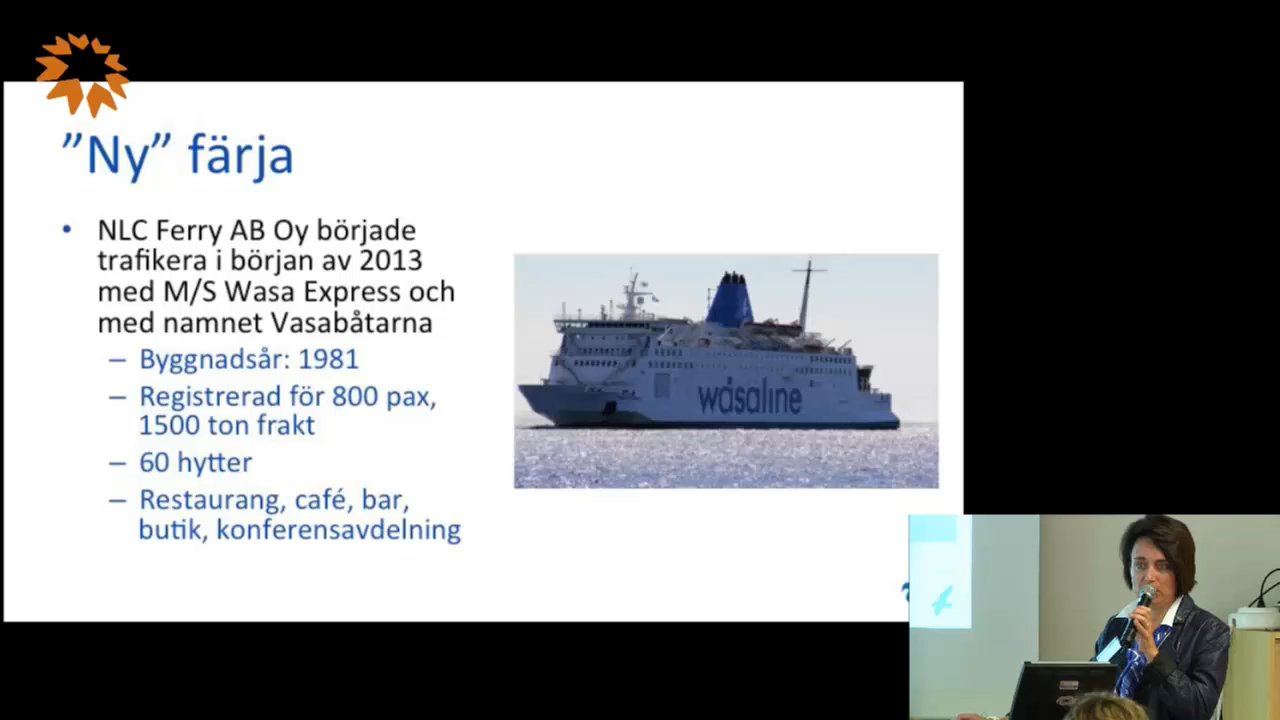 ”Ny” färja
• NLC Ferry AB Oy började
trafikera i början av 2013
med M/S Wasa Express och
med namnet Vasabåtarna
– Byggnadsår: 1981
– Registrerad för 800 pax,
1500 ton frakt
– 60 hytter
– Restaurang, café, bar,
butik, konferensavdelning
wasaline